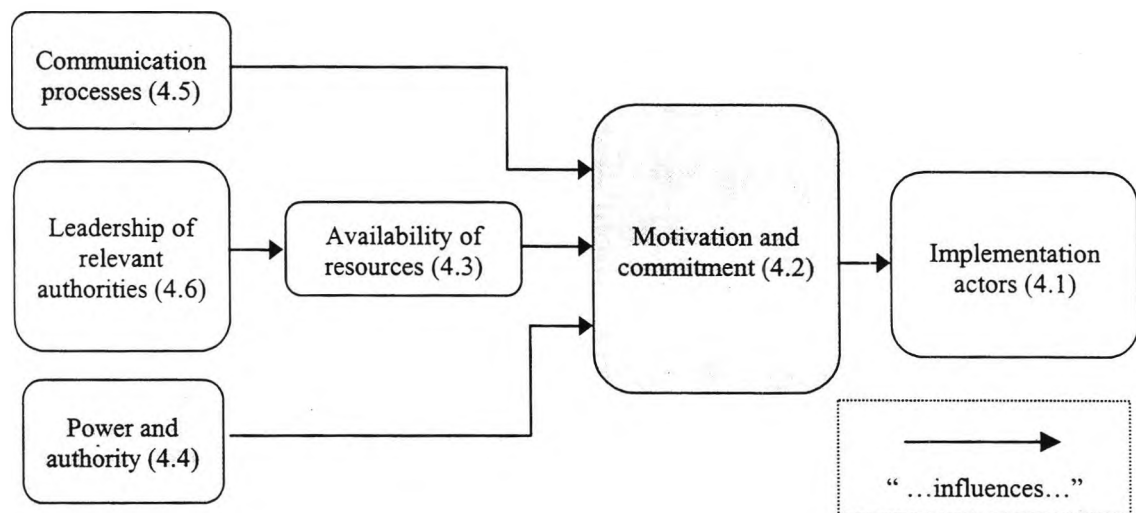 Communication
processes (4.5)
Leadership of
relevant
authorities (4.6)
Availability of
resources (4.3)
Power and
authority (4.4)
Motivation and
commitment (4.2)
Implementation
actors (4.1)
“ ...influences...”